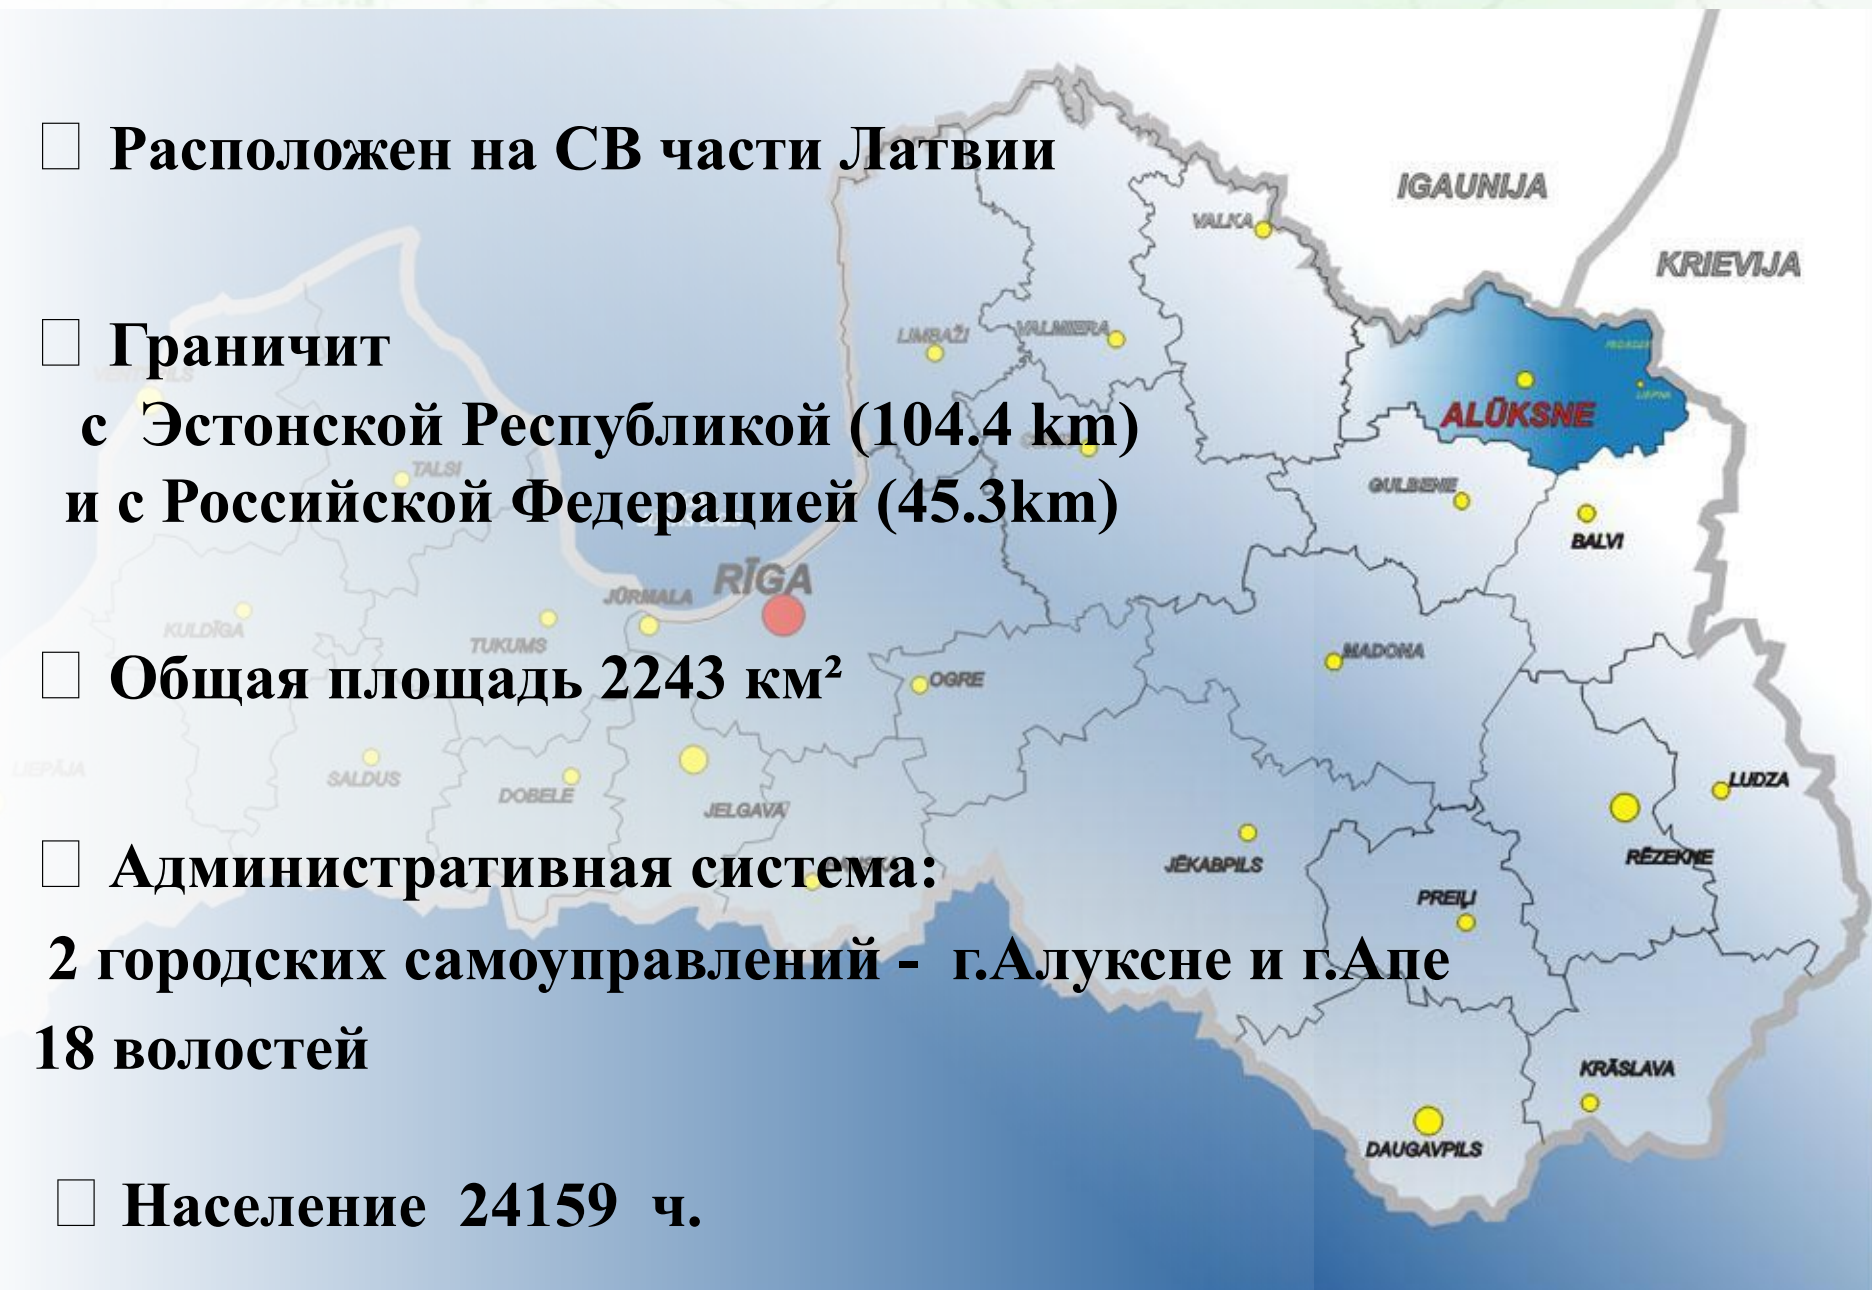 Расположен на СВ части Латвии
IGAUNIJA
VALKA
KRIEVIJA
Граничит
LIMBAŽI
VALMIERA
с Эстонской Республикой (104.4 km)
ALŪKSNE
TALSI
и с Российской Федерацией (45.3km)
GULBENE
BALVI
RĪGA
JŪRMALA
KULDĪGA
TUKUMS
MADONA
Общая площадь 2243 км²
OGRE
LIEPĀJA
SALDUS
DOBELE
JELGAVA
LUDZA
Административная система:
JĒKABPILS
RĒZEKNE
PREIĻI
2 городских самоуправлений - г.Алуксне и г.Апе
18 волостей
KRĀSLAVA
DAUGAVPILS
Население 24159 ч.